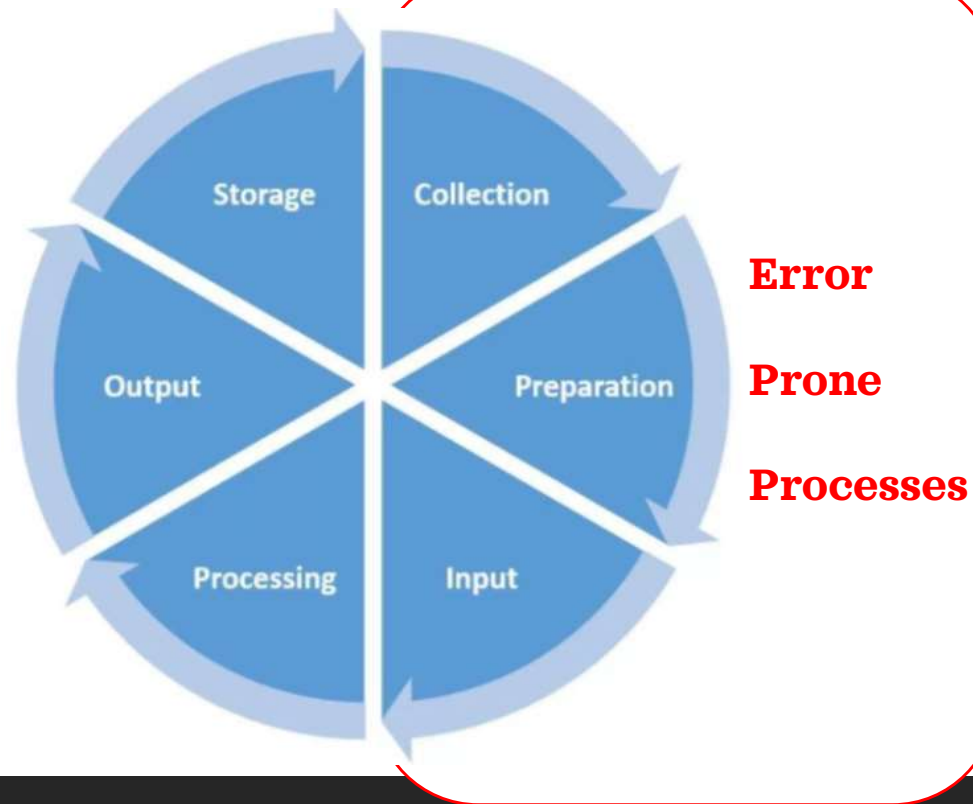 Storage
Collection
Error
Output
Preparation
Prone
Processes
Processing
Input